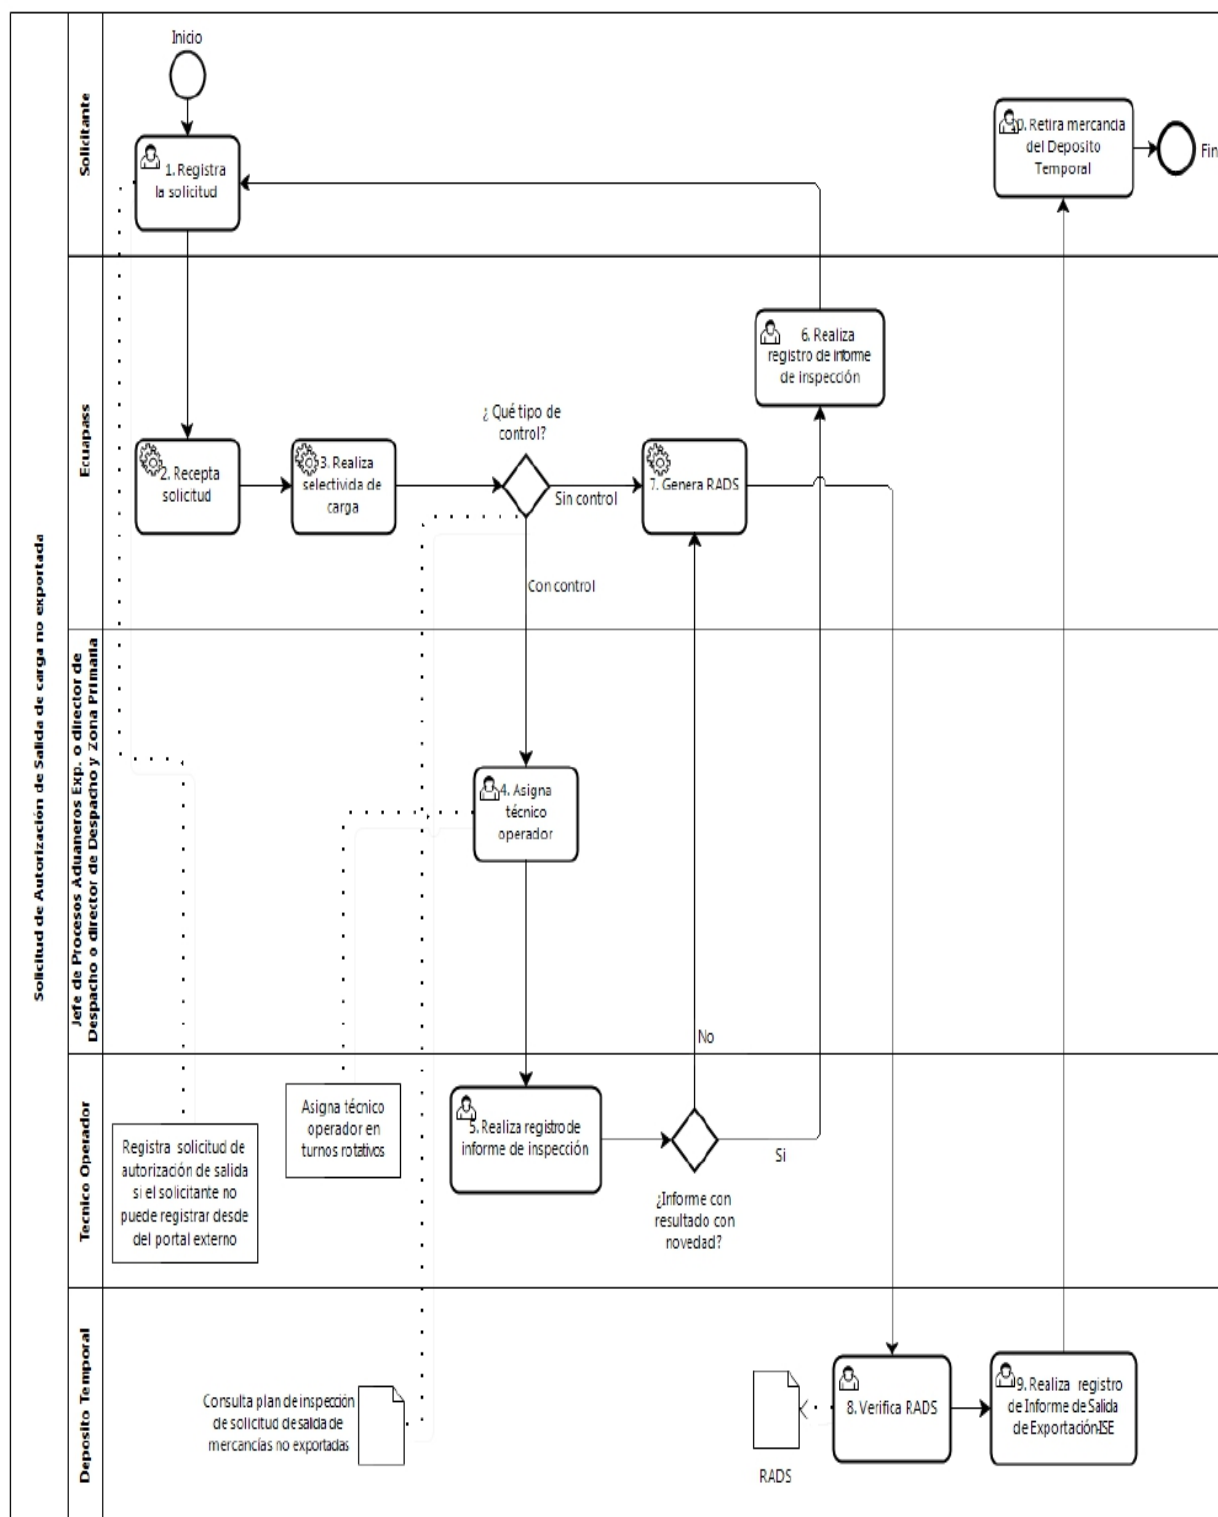 Solicitud de Autorización de Salida de carga no exportada
Solicitante
Inicio
1. Registra
la solicitud
0. Retira mercancia
del Deposito
Temporal
Fin
Ecuapass
6. Realiza
registro de informe
de inspección
¿ Qué tipo de
control?
2. Recepta
solicitud
3. Realiza
selectivida de
carga
Sin control
7. Genera RADS
Con control
Jefe de Procesos Aduaneros Exp. o director de
Despacho o director de Despacho y Zona Primaria
4. Asigna
técnico
operador
No
Tecnico Operador
Registra solicitud de
autorización de salida
si el solicitante no
puede registrar desde
del portal externo
Asigna técnico
operador en
turnos rotativos
5. Realiza registro de
informe de inspección
Si
¿Informe con
resultado con
novedad?
Deposito Temporal
Consulta plan de inspección
de solicitud de salida de
mercancías no exportadas
RADS
8. Verifica RADS
9. Realiza registro
de Informe de Salida
de Exportación-ISE